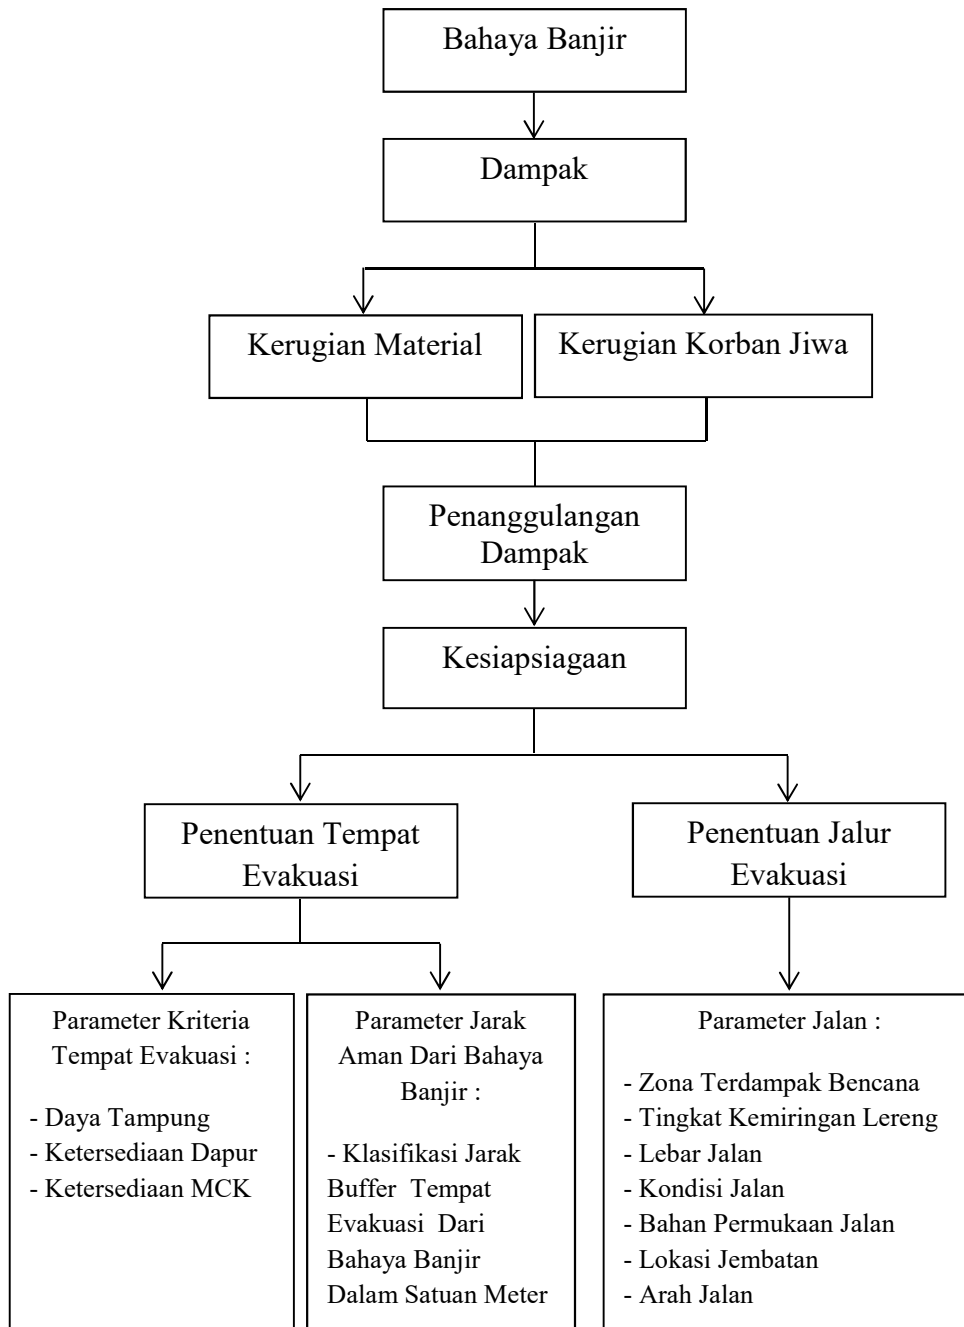 Bahaya Banjir
Dampak
Kerugian Material
Kerugian Korban Jiwa
Penanggulangan
Dampak
Kesiapsiagaan
Penentuan Tempat
Evakuasi
Penentuan Jalur
Evakuasi
Parameter Kriteria
Tempat Evakuasi :
- Daya Tampung
- Ketersediaan Dapur
- Ketersediaan MCK
Parameter Jarak
Aman Dari Bahaya
Banjir :
- Klasifikasi Jarak
Buffer Tempat
Evakuasi Dari
Bahaya Banjir
Dalam Satuan Meter
Parameter Jalan :
- Zona Terdampak Bencana
- Tingkat Kemiringan Lereng
- Lebar Jalan
- Kondisi Jalan
- Bahan Permukaan Jalan
- Lokasi Jembatan
- Arah Jalan